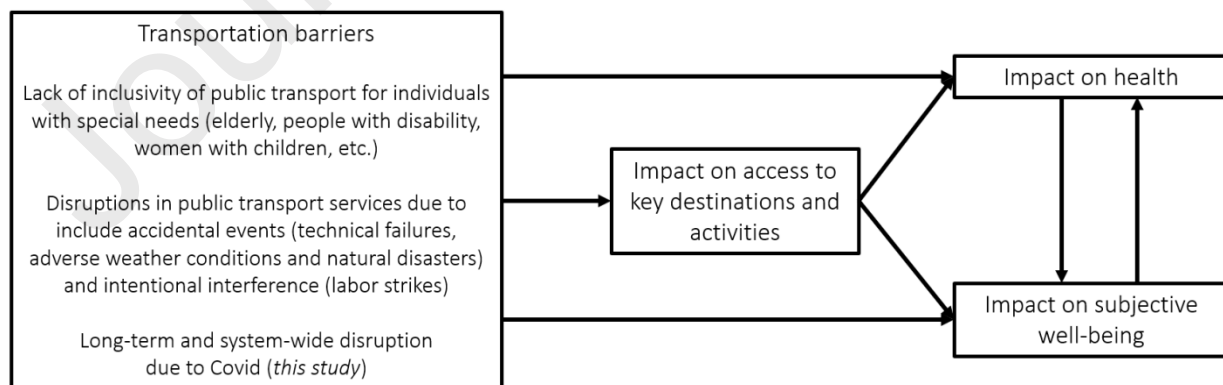 Transportation barriers
Lack of inclusivity of public transport for individuals
with special needs (elderly, people with disability,
women with children, etc.)
Disruptions in public transport services due to
include accidental events (technical failures,
adverse weather conditions and natural disasters)
and intentional interference (labor strikes)
Long-term and system-wide disruption
due to Covid (this study)
Impact on access to
key destinations and
activities
Impact on health
Impact on subjective
well-being
Jou